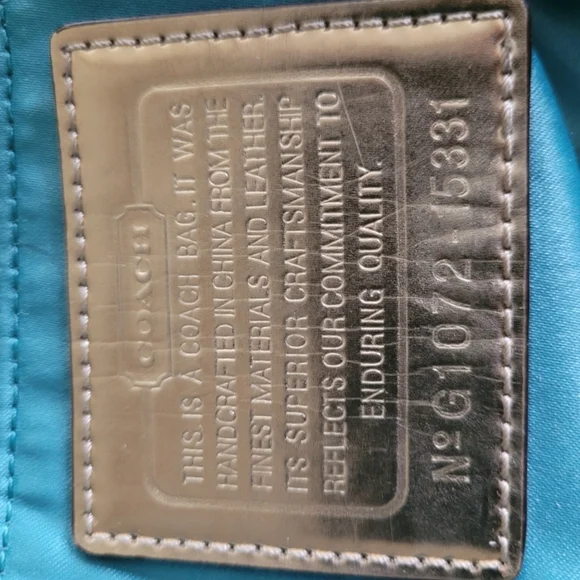 COACH
THIS IS A COACH BAG. IT WAS
HANDCRAFTED IN CHINA FROM THE
FINEST MATERIALS AND LEATHER.
ITS SUPERIOR CRAFTSMANSHIP
REFLECTS OUR COMMITMENT TO
ENDURING QUALITY.
Nº G1072-15331